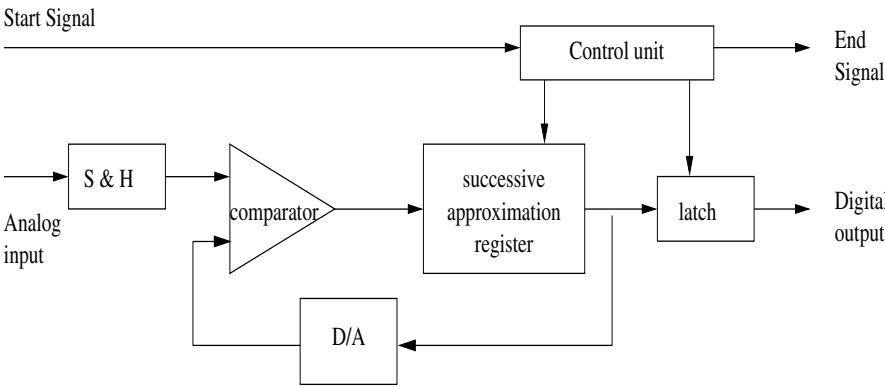 Start Signal
Control unit
End
Signal
S & H
comparator
successive
approximation
register
latch
Analog
input
Digital
output
D/A